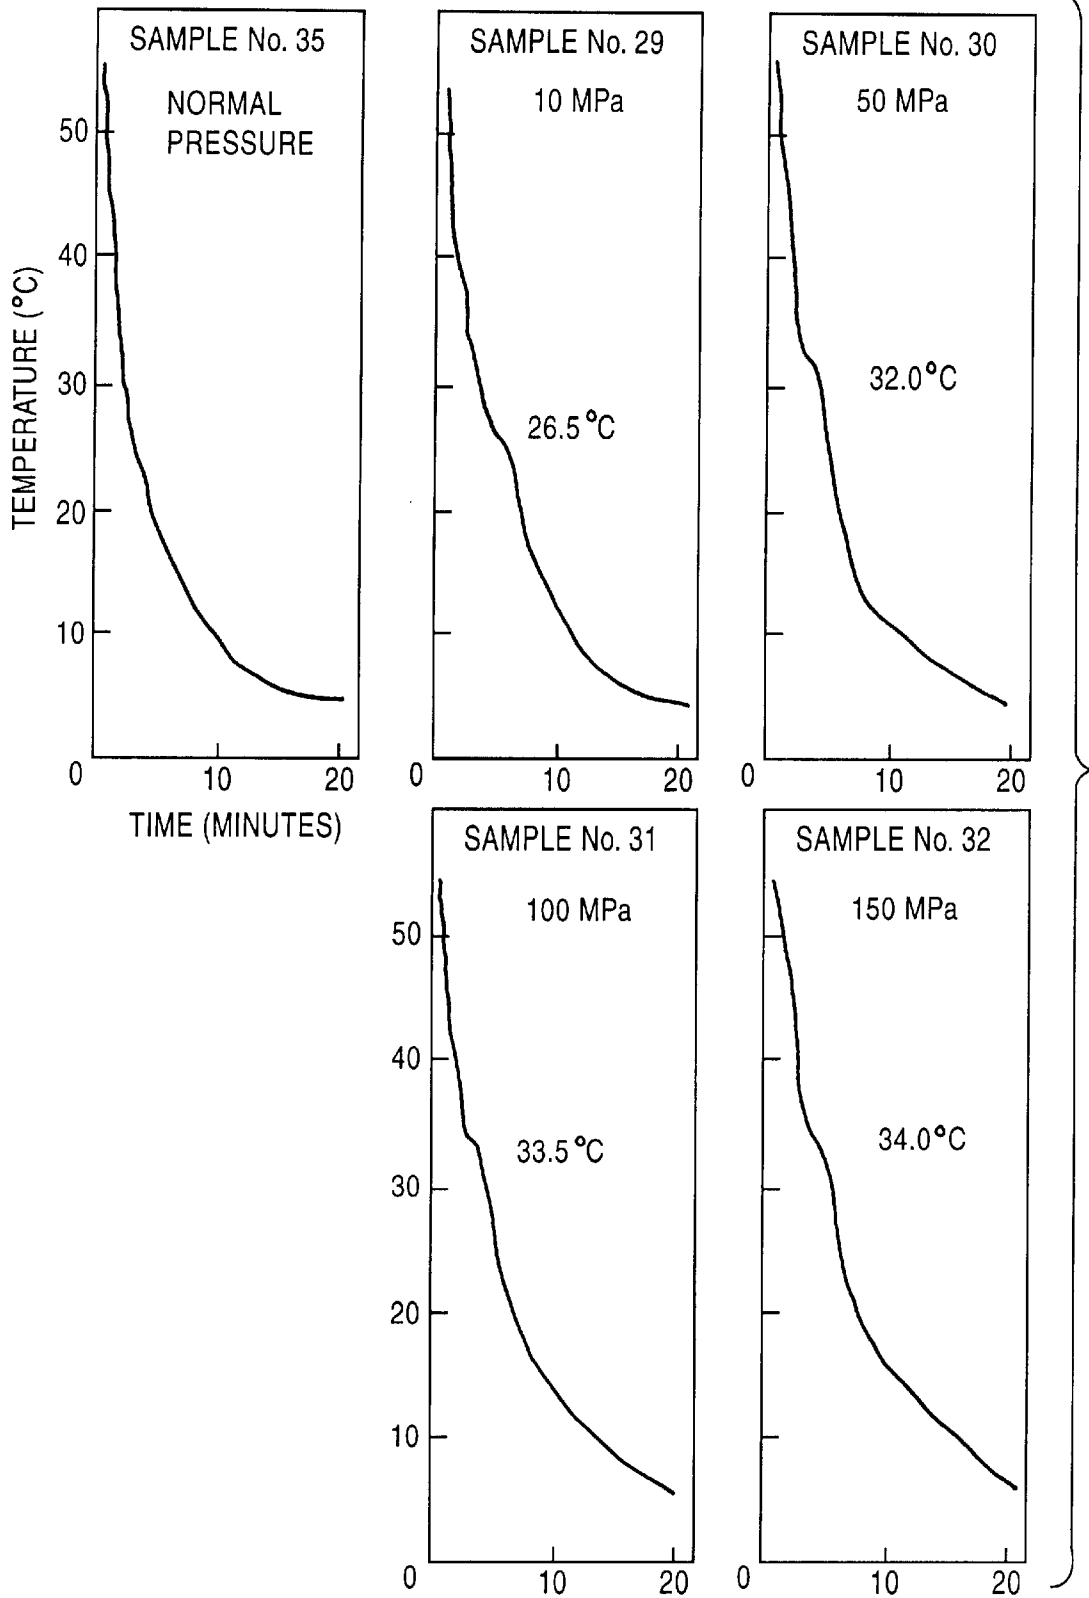 SAMPLE No. 35
NORMAL
PRESSURE
50
40
30
20
10
0
10
20
TEMPERATURE (°C)
TIME (MINUTES)
SAMPLE No. 29
10 MPa
26.5°C
0
10
20
SAMPLE No. 30
50 MPa
32.0°C
0
10
20
SAMPLE No. 31
100 MPa
33.5°C
50
40
30
20
10
0
10
20
SAMPLE No. 32
150 MPa
34.0°C
0
10
20